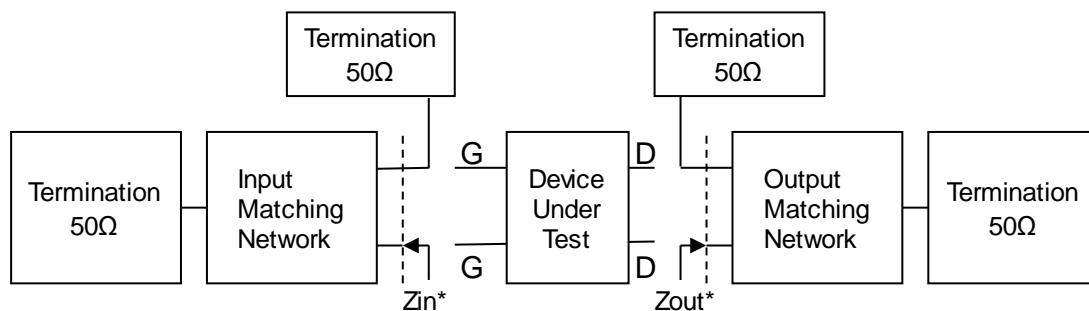 Termination
50Ω
Termination
50Ω
Termination
50Ω
Input
Matching
Network
G
G
Device
Under
Test
D
D
Output
Matching
Network
Termination
50Ω
Zin*
Zout*